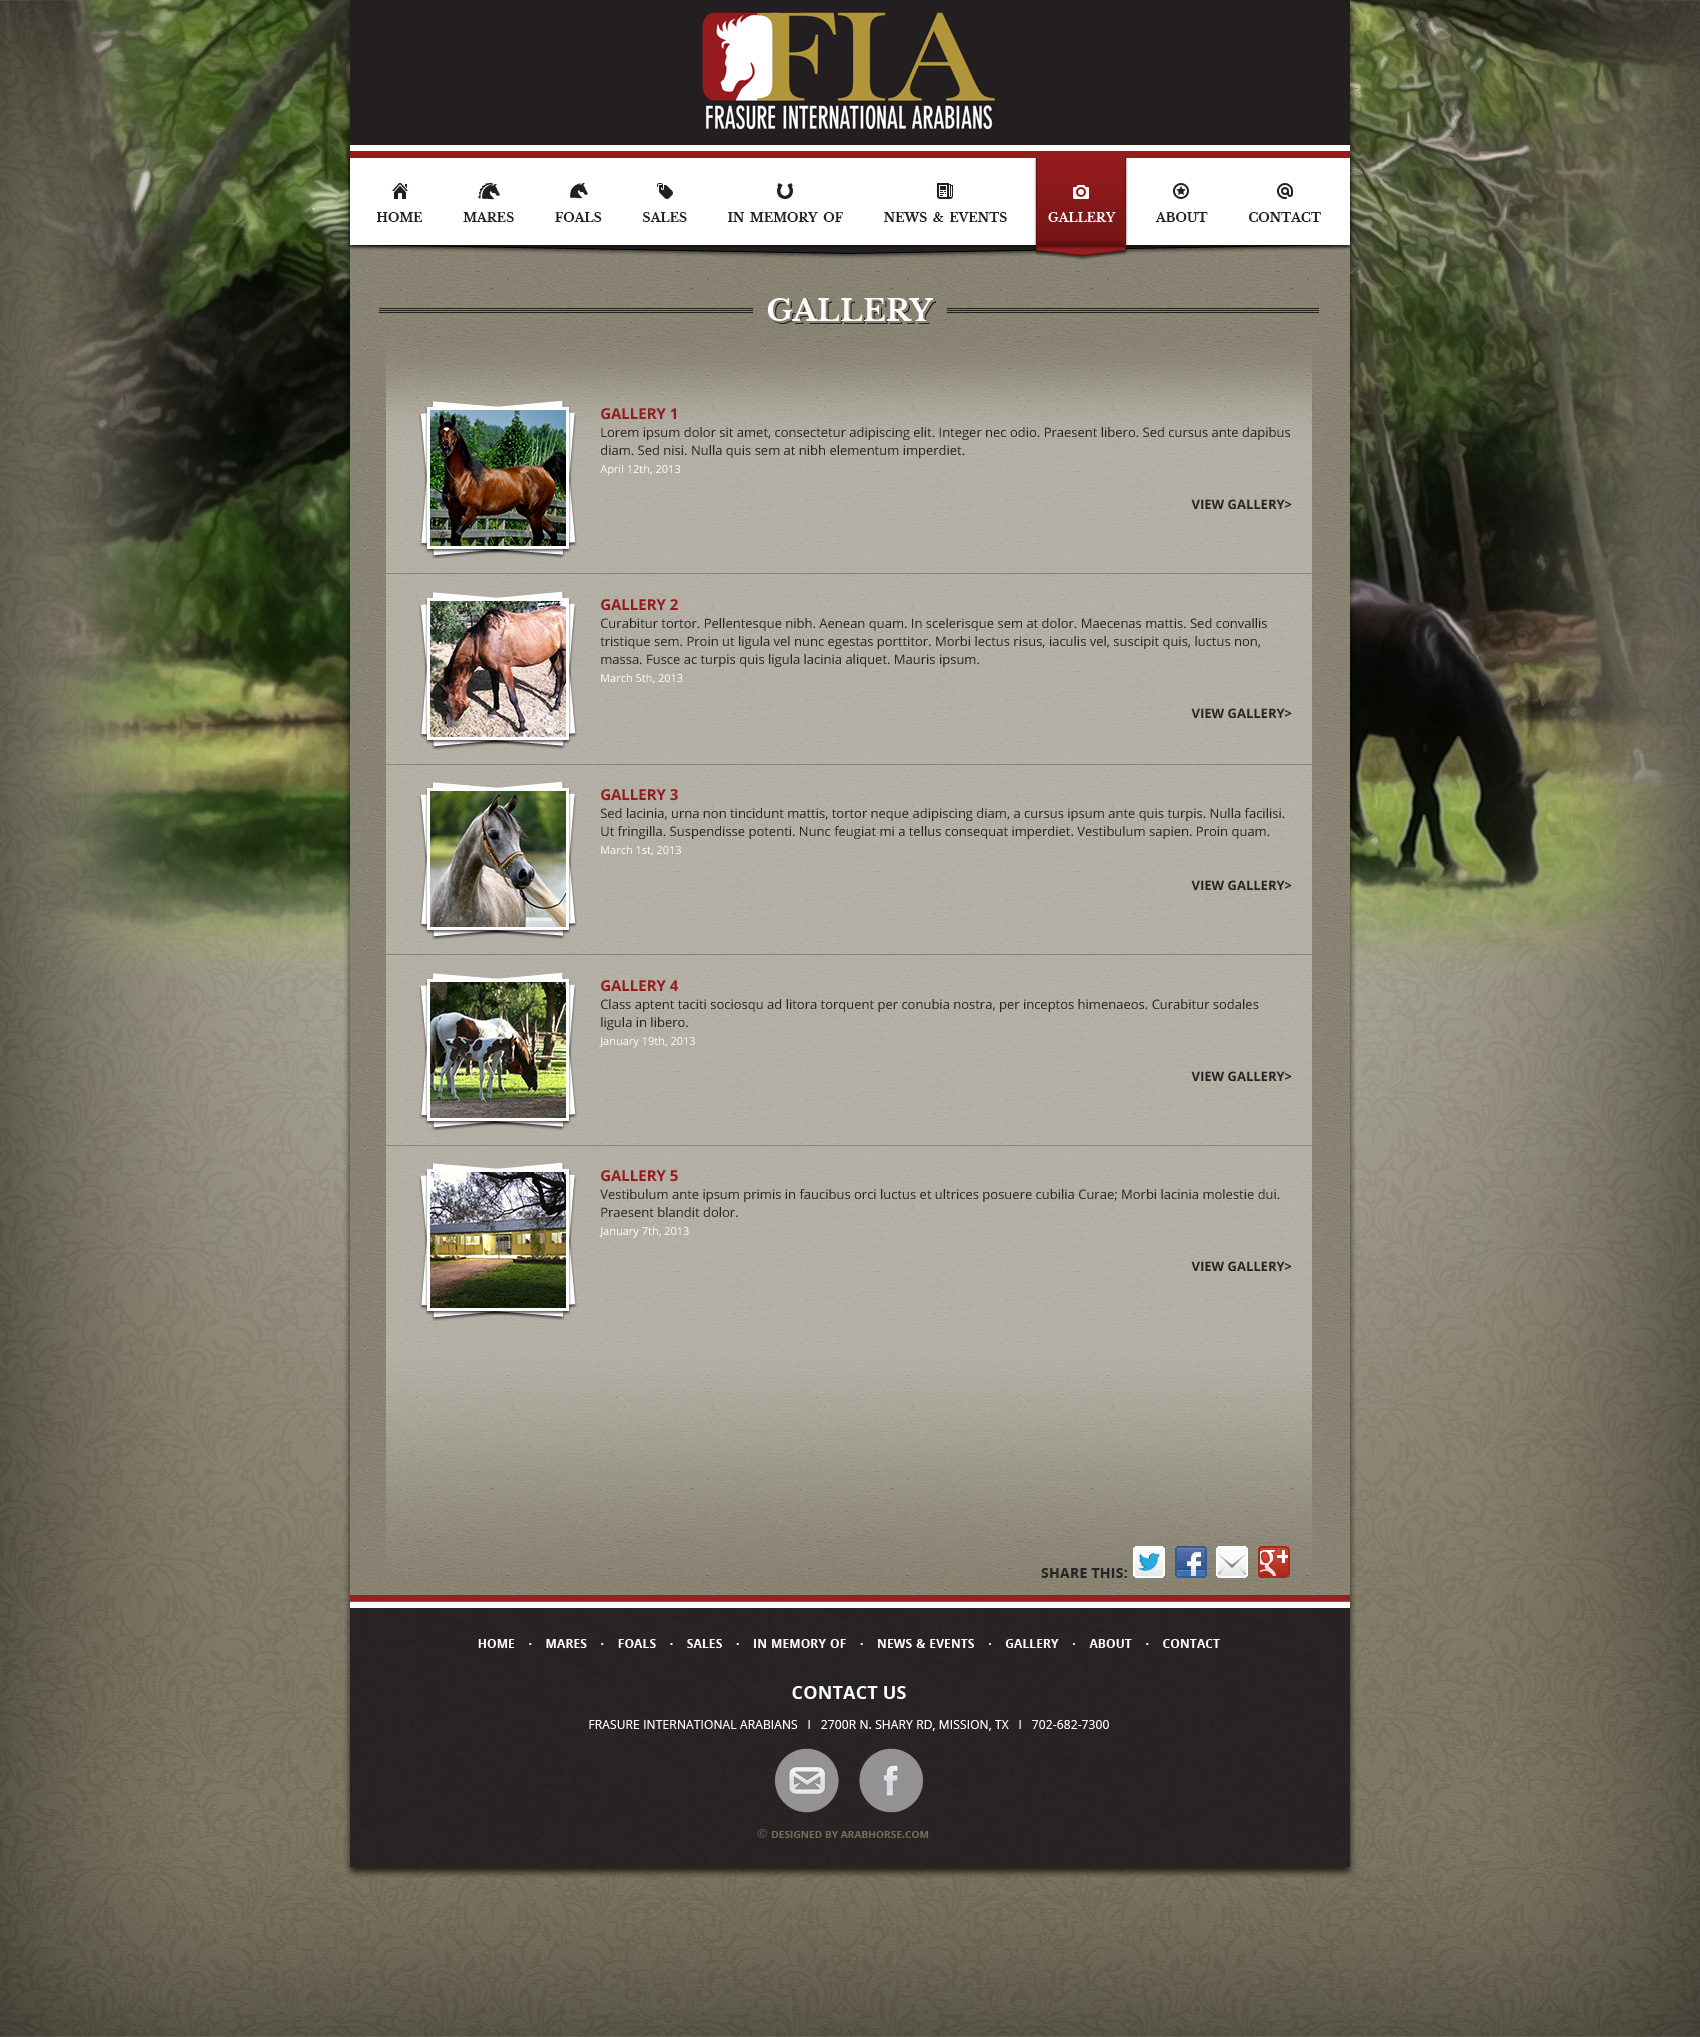 FIA
FRASURE INTERNATIONAL ARABIANS
HOME MARES FOALS SALES IN MEMORY OF NEWS & EVENTS GALLERY ABOUT CONTACT
GALLERY
GALLERY 1
Lorem ipsum dolor sit amet, consectetur adipiscing elit. Integer nec odio. Praesent libero. Sed cursus ante dapibus
diam. Sed nisi. Nulla quis sem at nibh elementum imperdiet.
April 12th, 2013
VIEW GALLERY>
GALLERY 2
Curabitur tortor. Pellentesque nibh. Aenean quam. In scelerisque sem at dolor. Maecenas mattis. Sed convallis
tristique sem. Proin ut ligula vel nunc egestas porttitor. Morbi lectus risus, iaculis vel, suscipit quis, luctus non,
massa. Fusce ac turpis quis ligula lacinia aliquet. Mauris ipsum.
March 5th, 2013
VIEW GALLERY>
GALLERY 3
Sed lacinia, urna non tincidunt mattis, tortor neque adipiscing diam, a cursus ipsum ante quis turpis. Nulla facilisi.
Ut fringilla. Suspendisse potenti. Nunc feugiat mi a tellus consequat imperdiet. Vestibulum sapien. Proin quam.
March 1st, 2013
VIEW GALLERY>
GALLERY 4
Class aptent taciti sociosqu ad litora torquent per conubia nostra, per inceptos himenaeos. Curabitur sodales
ligula in libero.
January 19th, 2013
VIEW GALLERY>
GALLERY 5
Vestibulum ante ipsum primis in faucibus orci luctus et ultrices posuere cubilia Curae; Morbi lacinia molestie dui.
Praesent blandit dolor.
January 7th, 2013
VIEW GALLERY>
SHARE THIS:
HOME · MARES · FOALS · SALES · IN MEMORY OF · NEWS & EVENTS · GALLERY · ABOUT · CONTACT
CONTACT US
FRASURE INTERNATIONAL ARABIANS I 2700R N. SHARY RD, MISSION, TX I 702-682-7300
© DESIGNED BY ARABHORSE.COM